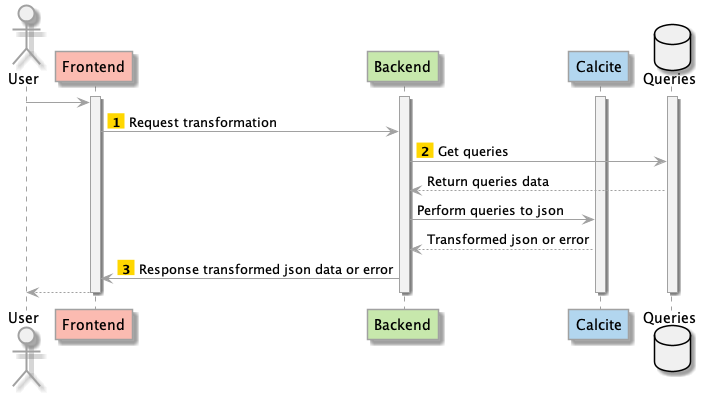 User
Frontend
Backend
Calcite
Queries
1 Request transformation
2 Get queries
Return queries data
Perform queries to json
Transformed json or error
3 Response transformed json data or error
User
Frontend
Backend
Calcite
Queries